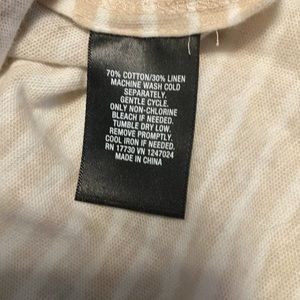 70% COTTON/30% LINEN
MACHINE WASH COLD
SEPARATELY.
GENTLE CYCLE.
ONLY NON-CHLORINE
BLEACH IF NEEDED.
TUMBLE DRY LOW.
REMOVE PROMPTLY.
COOL IRON IF NEEDED.
RN 17730 VN 1247024
MADE IN CHINA